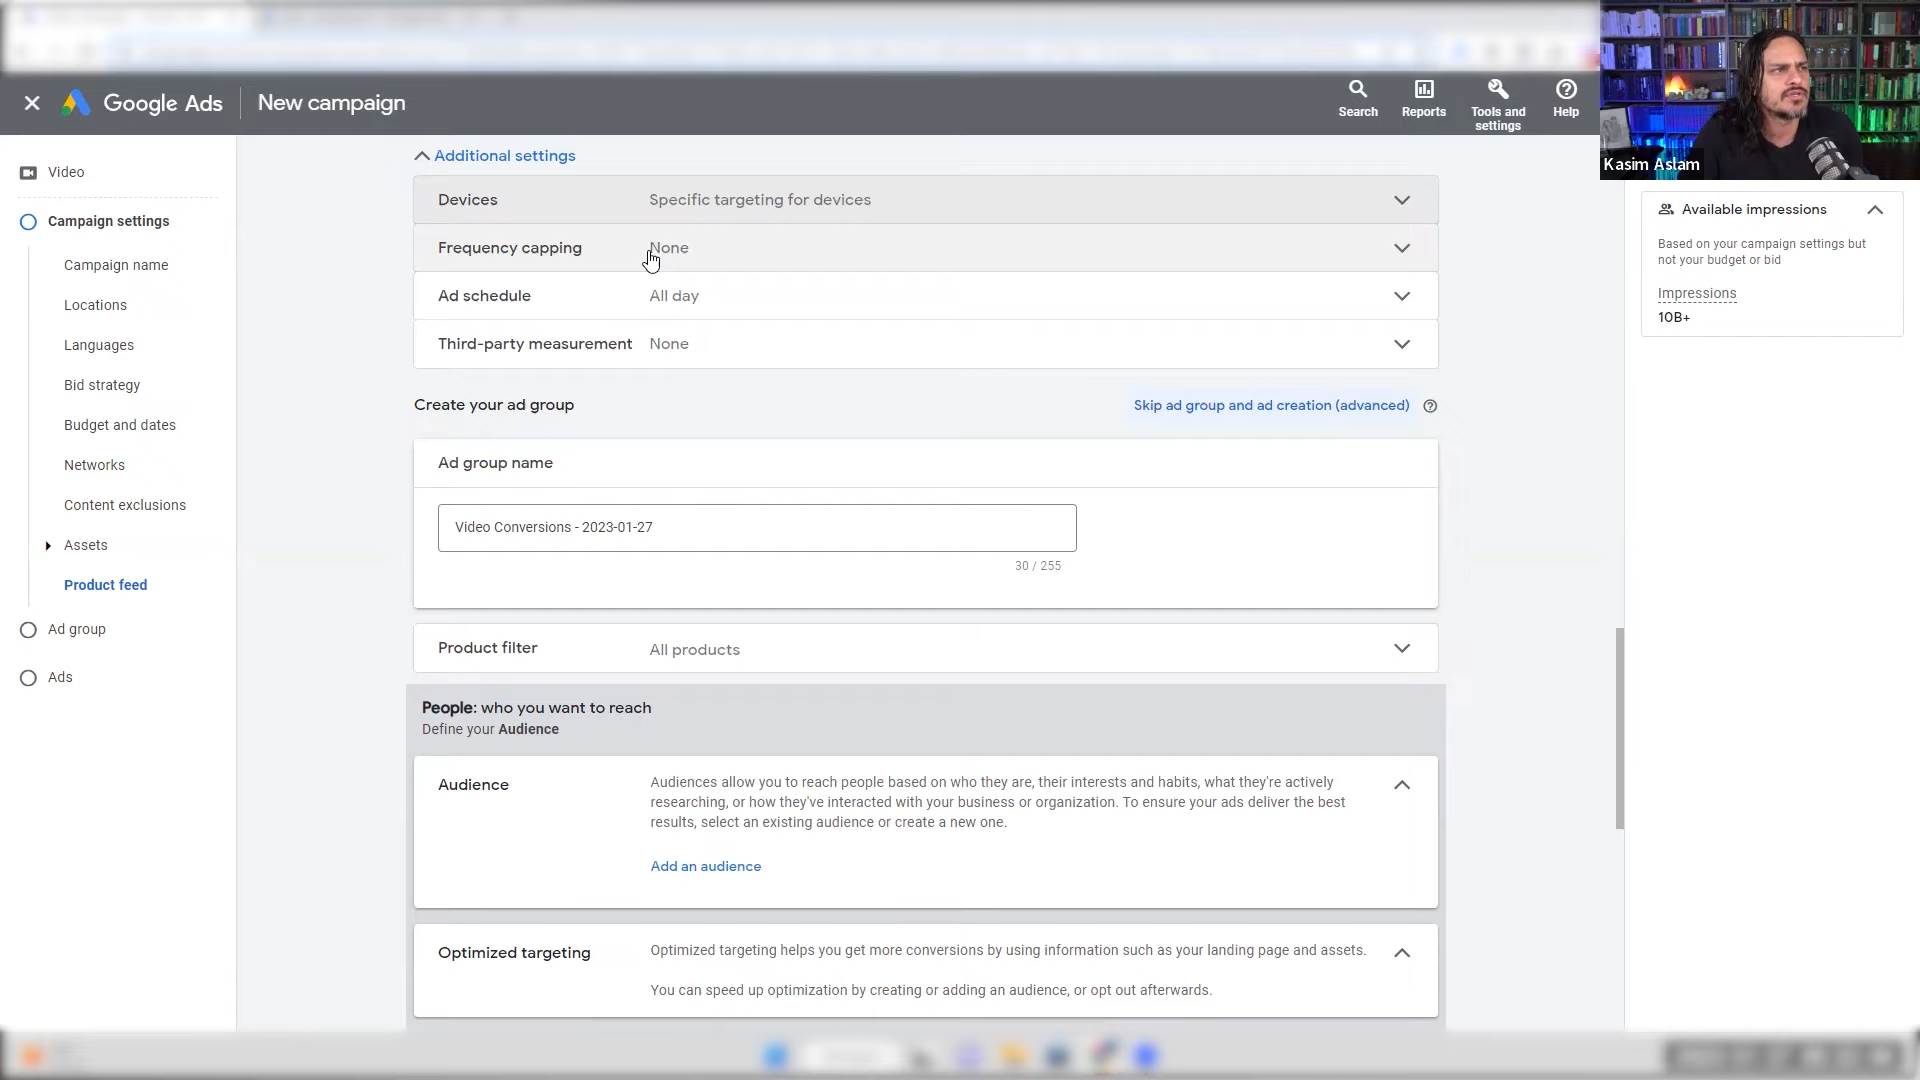 Google Ads
New campaign
Search
Reports
Tools and
settings
Help
Kasim Aslam
Video
Campaign settings
Campaign name
Locations
Languages
Bid strategy
Budget and dates
Networks
Content exclusions
Assets
Product feed
Ad group
Ads
Additional settings
Devices
Specific targeting for devices
Frequency capping
None
Ad schedule
All day
Third-party measurement
None
Create your ad group
Skip ad group and ad creation (advanced)
Ad group name
Video Conversions - 2023-01-27
30 / 255
Product filter
All products
People: who you want to reach
Define your Audience
Audience
Audiences allow you to reach people based on who they are, their interests and habits, what they're actively
researching, or how they've interacted with your business or organization. To ensure your ads deliver the best
results, select an existing audience or create a new one.
Add an audience
Optimized targeting
Optimized targeting helps you get more conversions by using information such as your landing page and assets.
You can speed up optimization by creating or adding an audience, or opt out afterwards.
Available impressions
Based on your campaign settings but
not your budget or bid
Impressions
10B+